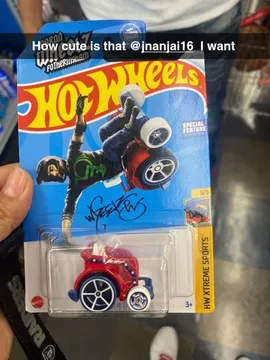 How cute is that @jnanjai16 I want
HOT WHEELS
SPECIAL
FEATURE
HW XTREME SPORTS
3+